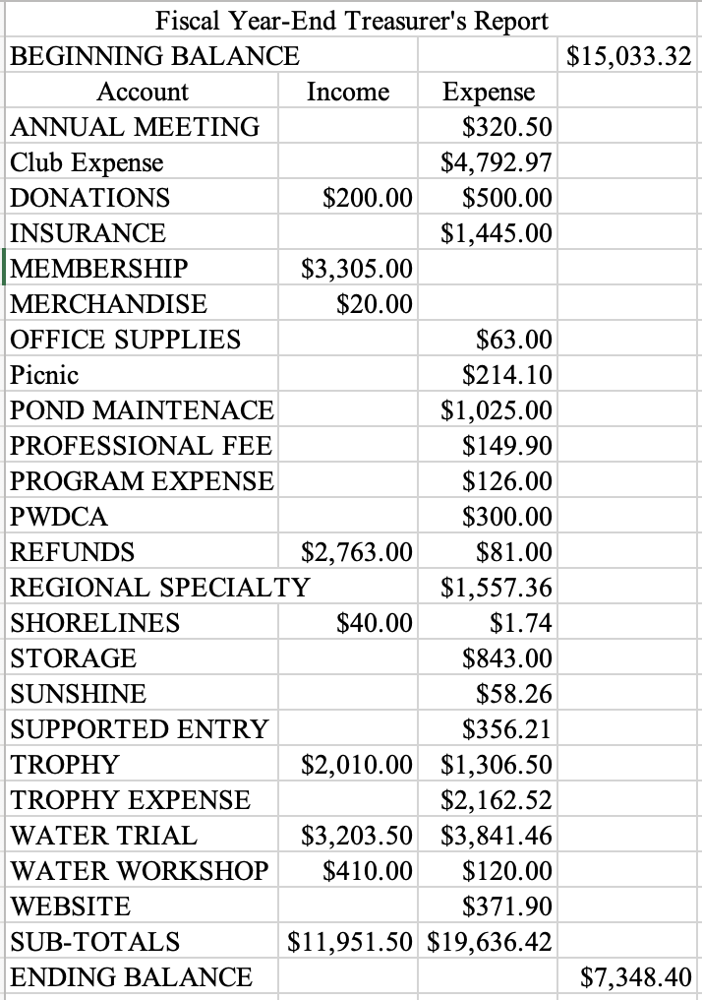 Fiscal Year-End Treasurer's Report
BEGINNING BALANCE $15,033.32
Account Income Expense
ANNUAL MEETING $320.50
Club Expense $4,792.97
DONATIONS $200.00 $500.00
INSURANCE $1,445.00
MEMBERSHIP $3,305.00
MERCHANDISE $20.00
OFFICE SUPPLIES $63.00
Picnic $214.10
POND MAINTENACE $1,025.00
PROFESSIONAL FEE $149.90
PROGRAM EXPENSE $126.00
PWDCA $300.00
REFUNDS $2,763.00 $81.00
REGIONAL SPECIALTY $1,557.36
SHORELINES $40.00 $1.74
STORAGE $843.00
SUNSHINE $58.26
SUPPORTED ENTRY $356.21
TROPHY $2,010.00 $1,306.50
TROPHY EXPENSE $2,162.52
WATER TRIAL $3,203.50 $3,841.46
WATER WORKSHOP $410.00 $120.00
WEBSITE $371.90
SUB-TOTALS $11,951.50 $19,636.42
ENDING BALANCE $7,348.40